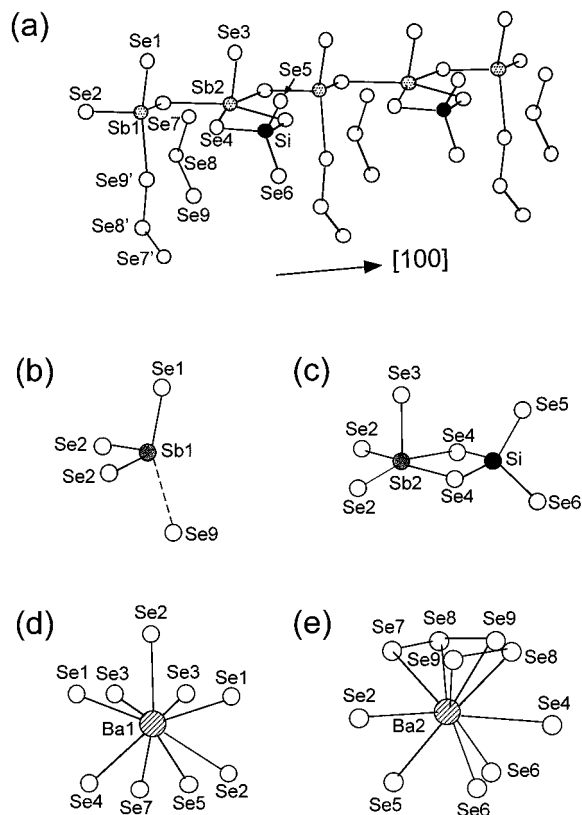 (a)
Se1
Se3
Se2
Sb2
Se5
Sb1
Se7
Se4
Si
Se8
Se9'
Se9
Se6
Se8'
Se7'
[100]
(b)
Se1
Se2
Sb1
Se2
Se9
(c)
Se3
Se5
Se2
Se4
Si
Se2
Sb2
Se4
Se6
(d)
Se2
Se1
Se3
Se3
Se1
Ba1
Se4
Se7
Se5
Se2
(e)
Se7
Se8
Se9
Se9
Se8
Se2
Se4
Ba2
Se5
Se6
Se6